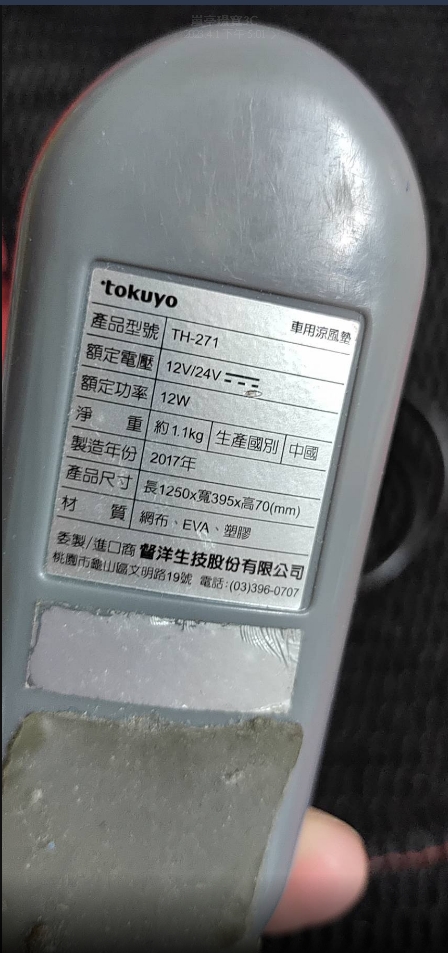 tokuyo
車用涼風墊
產品型號 TH-271
額定電壓 12V/24V
額定功率 12W
淨 重 約1.1kg 生產國別 中國
製造年份 2017年
產品尺寸 長1250x寬395x高70(mm)
材 質 網布、EVA、塑膠
委製/進口商 督洋生技股份有限公司
桃園市龜山區文明路19號 電話:(03)396-0707